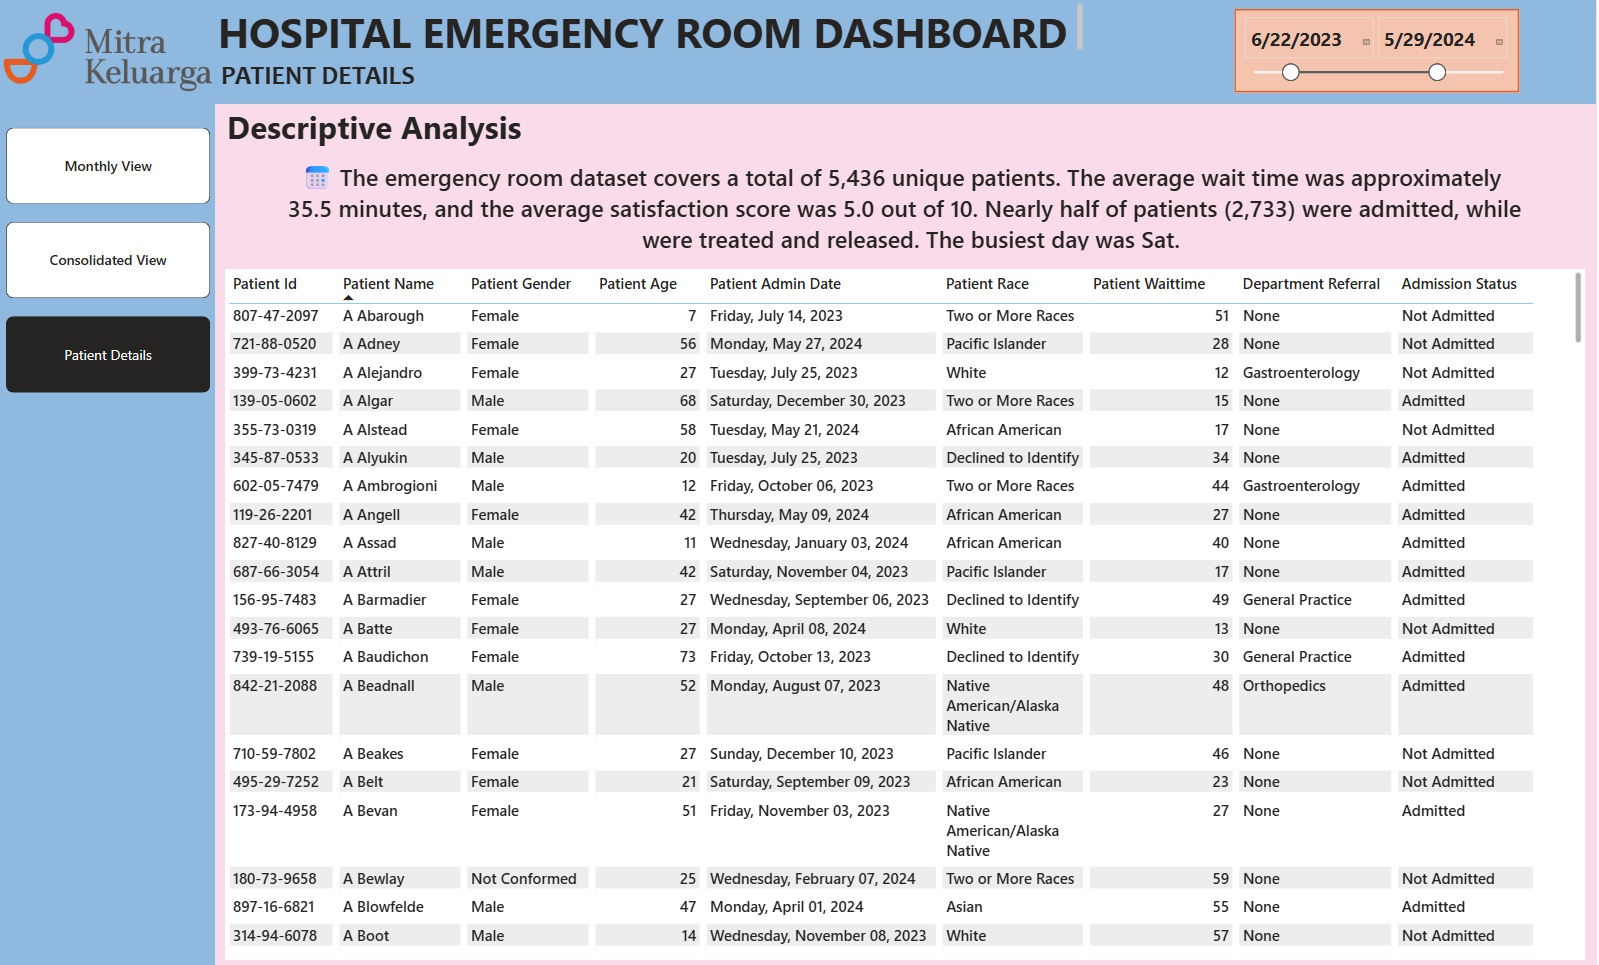 Mitra
Keluarga
HOSPITAL EMERGENCY ROOM DASHBOARD
PATIENT DETAILS
6/22/2023 5/29/2024
Monthly View
Consolidated View
Patient Details
Descriptive Analysis
The emergency room dataset covers a total of 5,436 unique patients. The average wait time was approximately
35.5 minutes, and the average satisfaction score was 5.0 out of 10. Nearly half of patients (2,733) were admitted, while
were treated and released. The busiest day was Sat.
Patient Id Patient Name Patient Gender Patient Age Patient Admin Date Patient Race Patient Waittime Department Referral Admission Status
807-47-2097 A Abarough Female 7 Friday, July 14, 2023 Two or More Races 51 None Not Admitted
721-88-0520 A Adney Female 56 Monday, May 27, 2024 Pacific Islander 28 None Not Admitted
399-73-4231 A Alejandro Female 27 Tuesday, July 25, 2023 White 12 Gastroenterology Not Admitted
139-05-0602 A Algar Male 68 Saturday, December 30, 2023 Two or More Races 15 None Admitted
355-73-0319 A Alstead Female 58 Tuesday, May 21, 2024 African American 17 None Not Admitted
345-87-0533 A Alyukin Male 20 Tuesday, July 25, 2023 Declined to Identify 34 None Admitted
602-05-7479 A Ambrogioni Male 12 Friday, October 06, 2023 Two or More Races 44 Gastroenterology Admitted
119-26-2201 A Angell Female 42 Thursday, May 09, 2024 African American 27 None Admitted
827-40-8129 A Assad Male 11 Wednesday, January 03, 2024 African American 40 None Admitted
687-66-3054 A Attril Male 42 Saturday, November 04, 2023 Pacific Islander 17 None Admitted
156-95-7483 A Barmadier Female 27 Wednesday, September 06, 2023 Declined to Identify 49 General Practice Admitted
493-76-6065 A Batte Female 27 Monday, April 08, 2024 White 13 None Not Admitted
739-19-5155 A Baudichon Female 73 Friday, October 13, 2023 Declined to Identify 30 General Practice Admitted
842-21-2088 A Beadnall Male 52 Monday, August 07, 2023 Native 48 Orthopedics Admitted
American/Alaska
Native
710-59-7802 A Beakes Female 27 Sunday, December 10, 2023 Pacific Islander 46 None Not Admitted
495-29-7252 A Belt Female 21 Saturday, September 09, 2023 African American 23 None Not Admitted
173-94-4958 A Bevan Female 51 Friday, November 03, 2023 Native 27 None Admitted
American/Alaska
Native
180-73-9658 A Bewlay Not Conformed 25 Wednesday, February 07, 2024 Two or More Races 59 None Not Admitted
897-16-6821 A Blowfelde Male 47 Monday, April 01, 2024 Asian 55 None Admitted
314-94-6078 A Boot Male 14 Wednesday, November 08, 2023 White 57 None Not Admitted